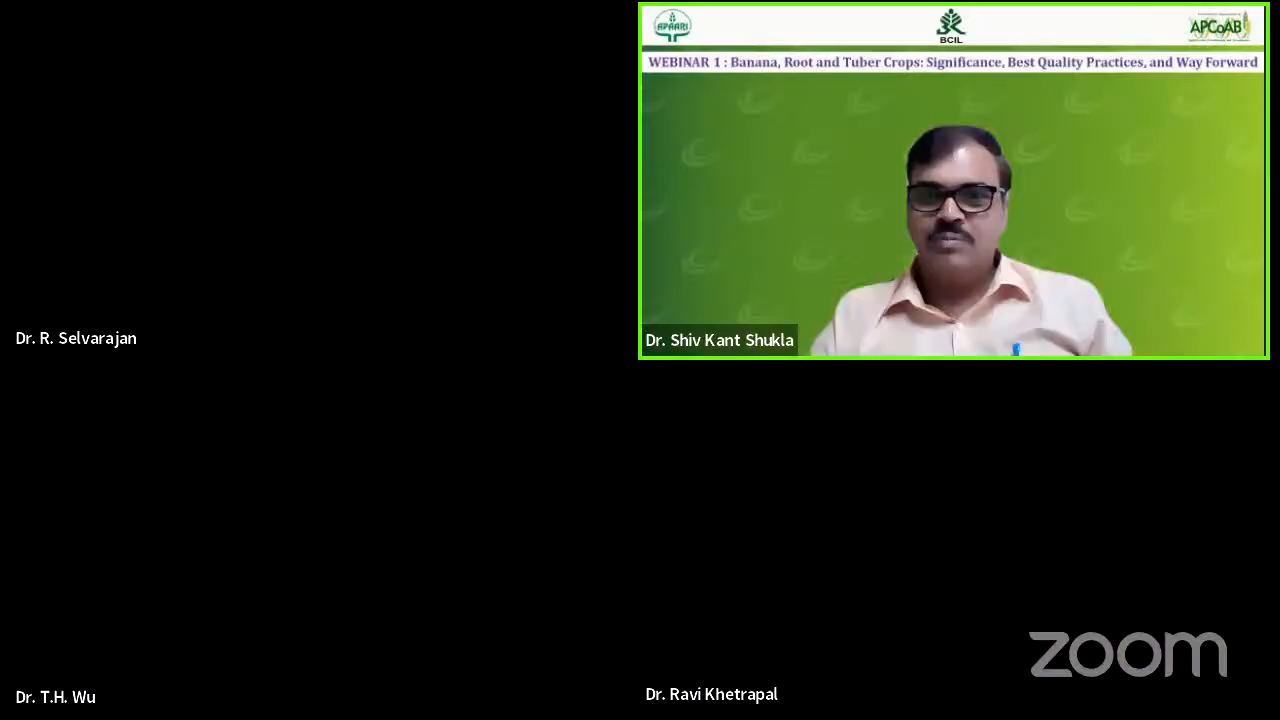 APAARI
BCIL
APCoAB
WEBINAR 1 : Banana, Root and Tuber Crops: Significance, Best Quality Practices, and Way Forward
Dr. R. Selvarajan
Dr. Shiv Kant Shukla
zoom
Dr. T.H. Wu
Dr. Ravi Khetrapal